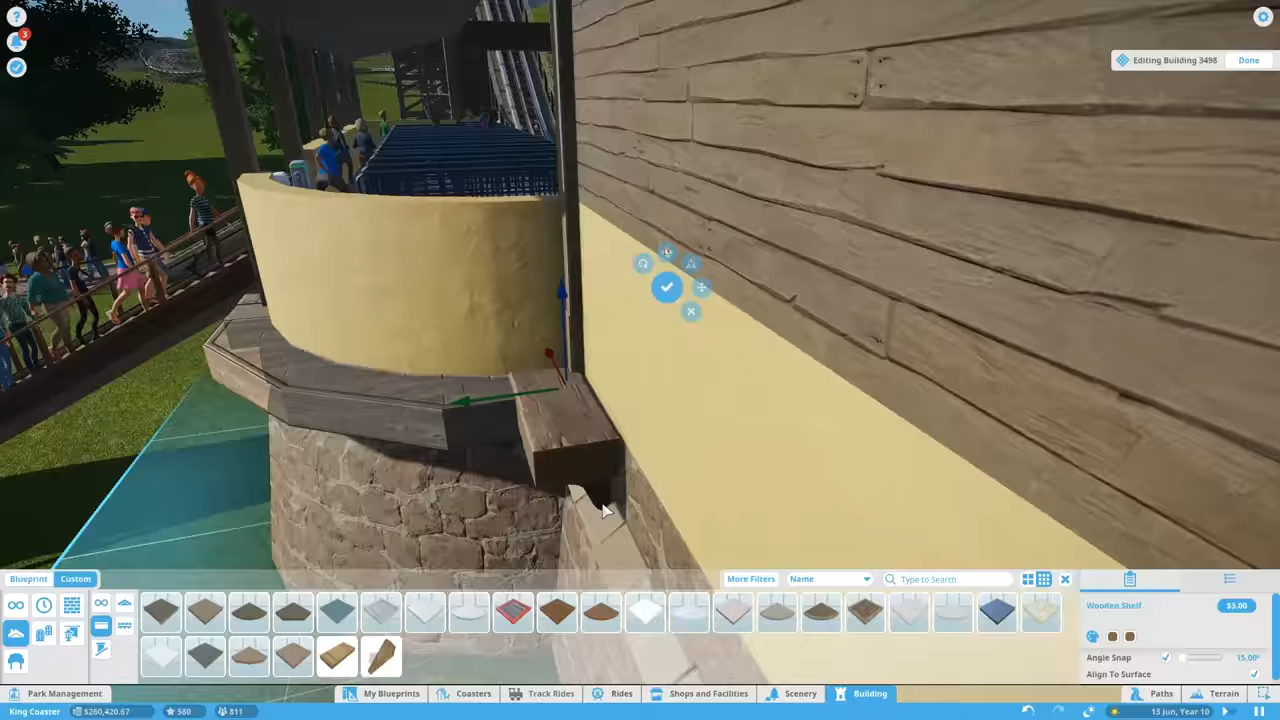 ?
3
Editing Building 3498
Done
Blueprint
Custom
More Filters
Name
Type to Search
Wooden Shelf
$3.00
Angle Snap
15.00°
Align To Surface
Park Management
My Blueprints
Coasters
Track Rides
Rides
Shops and Facilities
Scenery
Building
Paths
Terrain
King Coaster
$260,420.67
580
811
13 Jun, Year 10